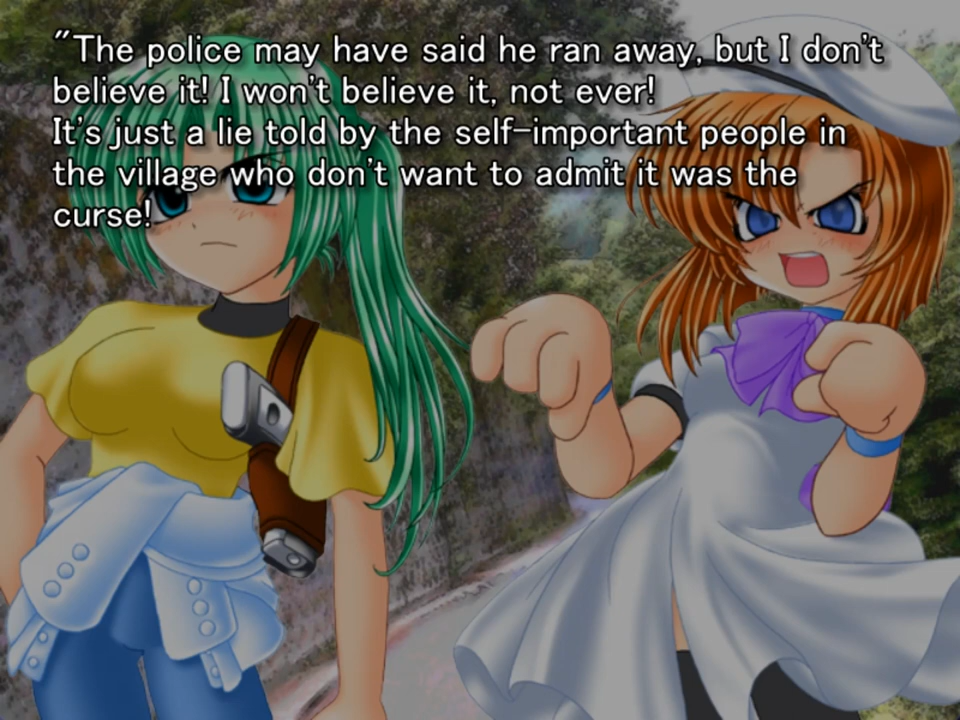 "The police may have said he ran away, but I don't
believe it! I won't believe it, not ever!
It's just a lie told by the self-important people in
the village who don't want to admit it was the
curse!